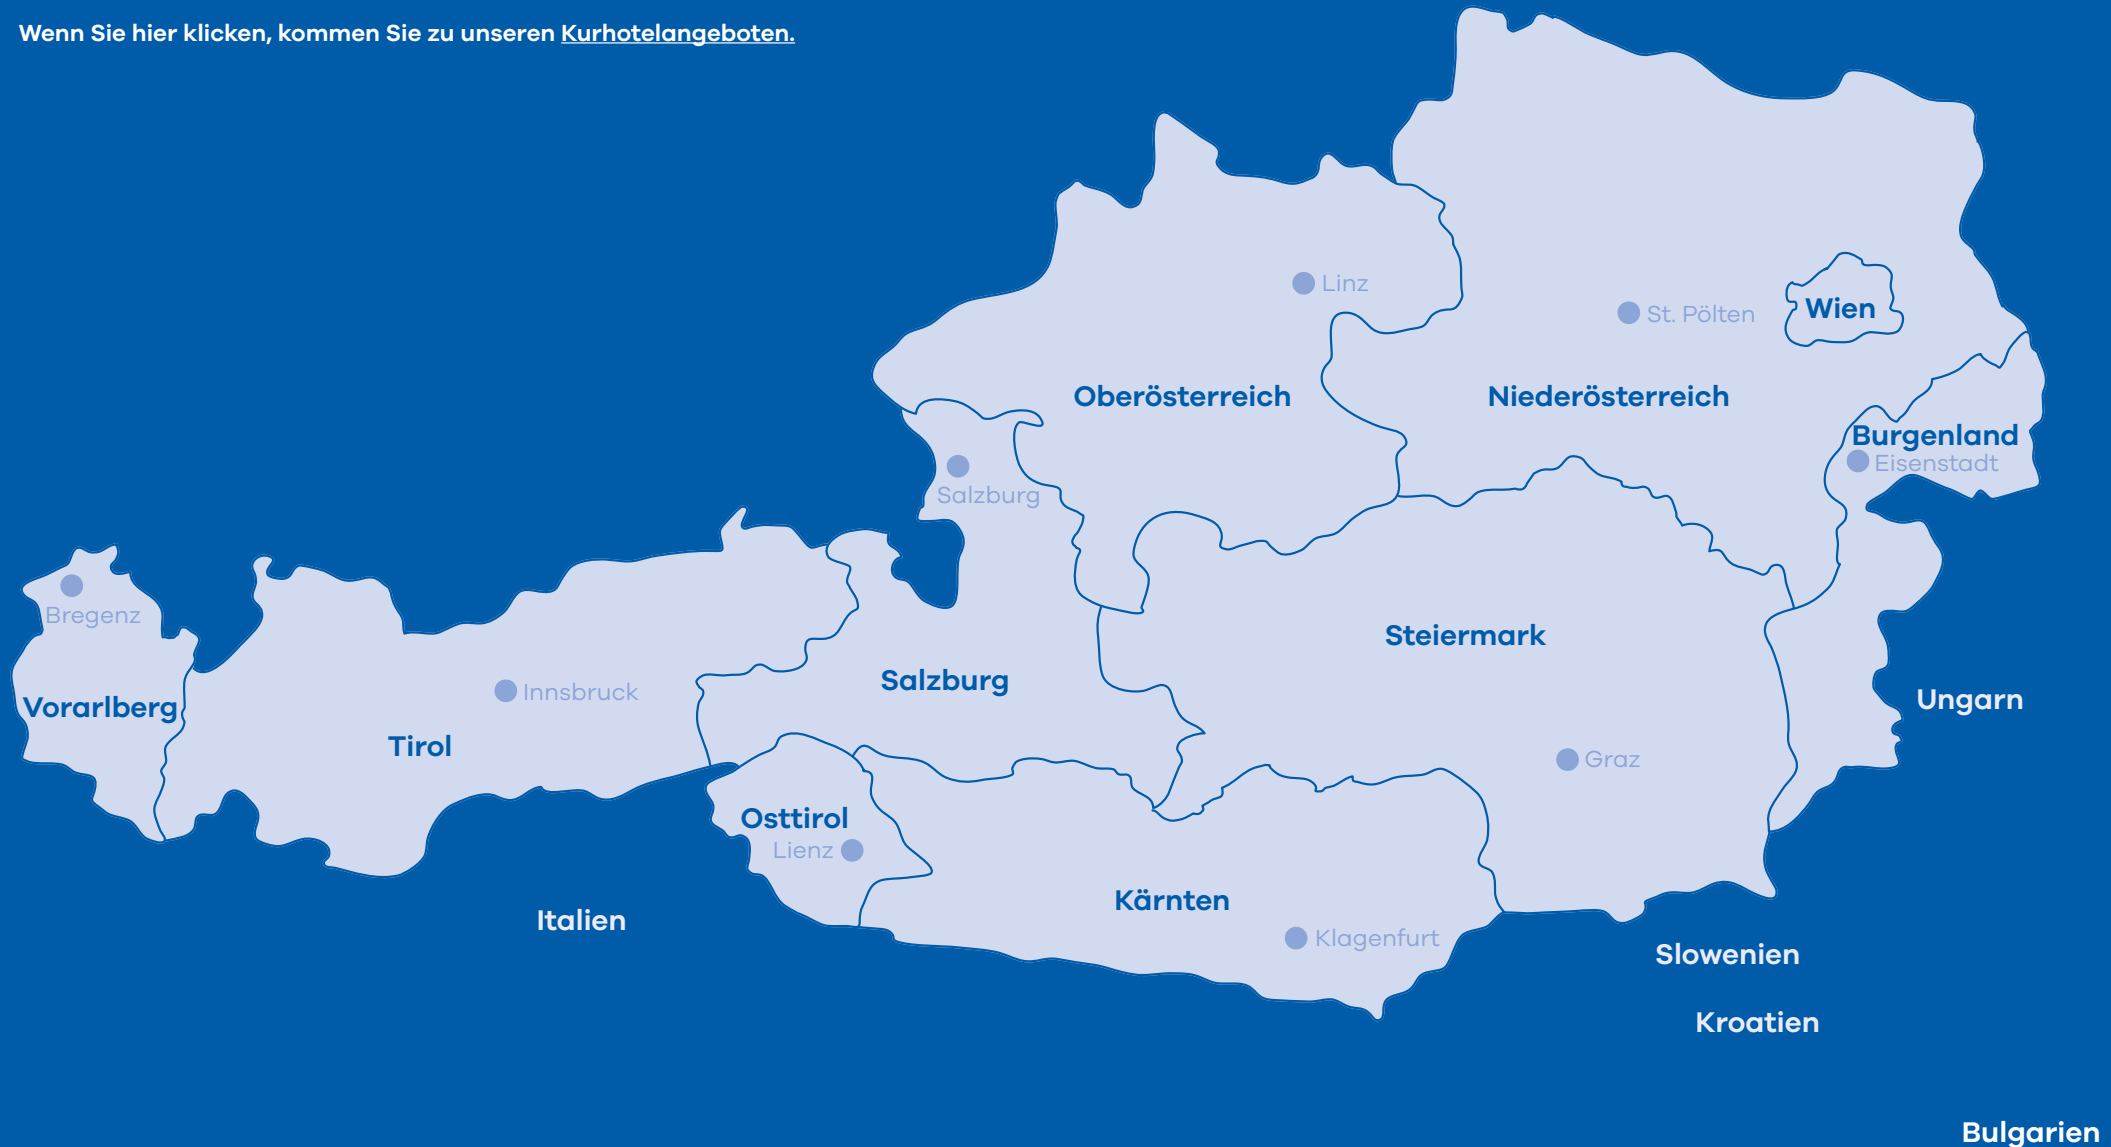 Wenn Sie hier klicken, kommen Sie zu unseren Kurhotelangeboten.
Linz
St. Pölten
Wien
Oberösterreich
Niederösterreich
Burgenland
Eisenstadt
Salzburg
Bregenz
Steiermark
Salzburg
Innsbruck
Vorarlberg
Ungarn
Tirol
Graz
Osttirol
Lienz
Kärnten
Italien
Klagenfurt
Slowenien
Kroatien
Bulgarien